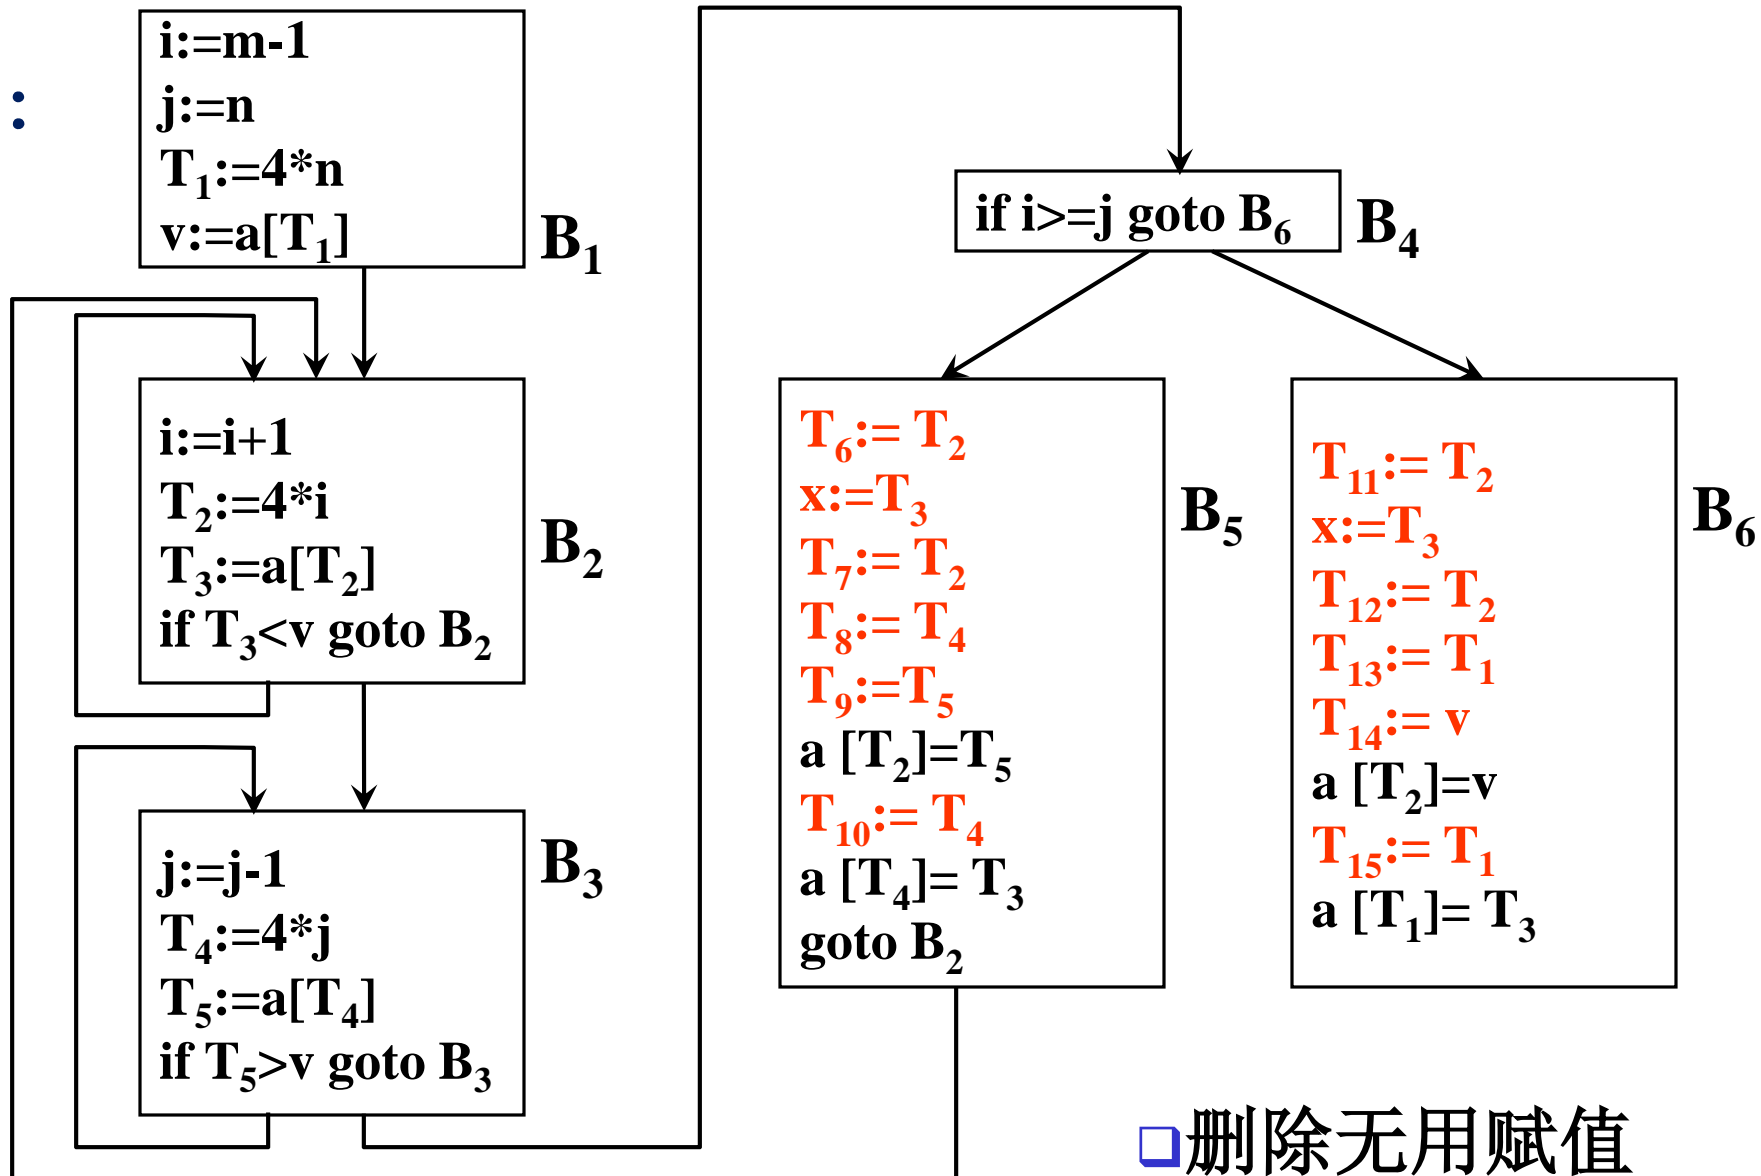 :
i:=m-1
j:=n
T₁:=4*n
v:=a[T₁]
B₁
i:=i+1
T₂:=4*i
T₃:=a[T₂]
if T₃<v goto B₂
B₂
j:=j-1
T₄:=4*j
T₅:=a[T₄]
if T₅>v goto B₃
B₃
if i>=j goto B₆
B₄
T₆:= T₂
x:=T₃
T₇:= T₂
T₈:= T₄
T₉:=T₅
a [T₂]=T₅
T₁₀:= T₄
a [T₄]= T₃
goto B₂
B₅
T₁₁:= T₂
x:=T₃
T₁₂:= T₂
T₁₃:= T₁
T₁₄:= v
a [T₂]=v
T₁₅:= T₁
a [T₁]= T₃
B₆
删除无用赋值